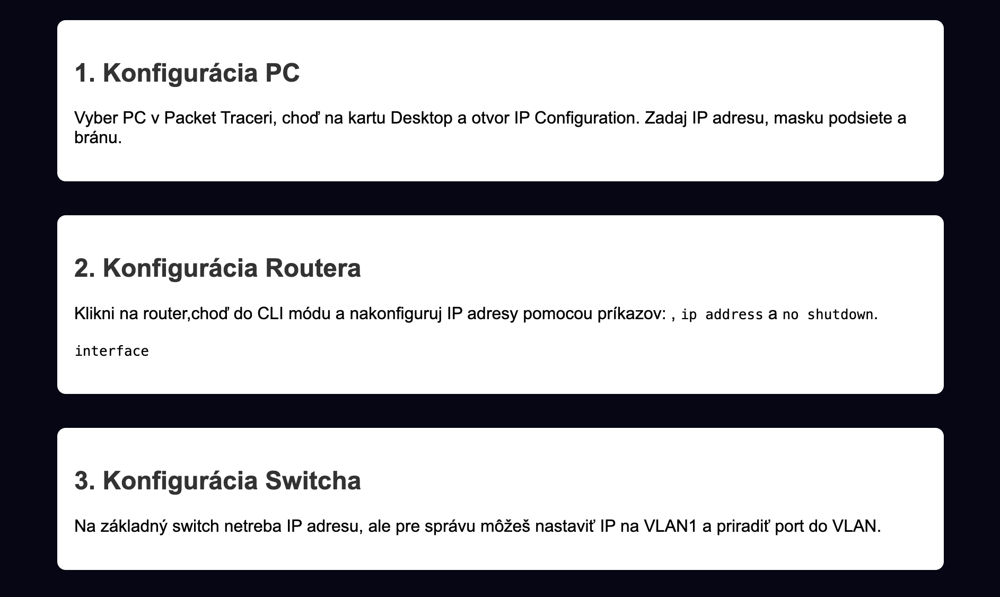 1. Konfigurácia PC
Vyber PC v Packet Traceri, choď na kartu Desktop a otvor IP Configuration. Zadaj IP adresu, masku podsiete a
bránu.
2. Konfigurácia Routera
Klikni na router,choď do CLI módu a nakonfiguruj IP adresy pomocou príkazov: , ip address a no shutdown.
interface
3. Konfigurácia Switcha
Na základný switch netreba IP adresu, ale pre správu môžeš nastaviť IP na VLAN1 a priradiť port do VLAN.